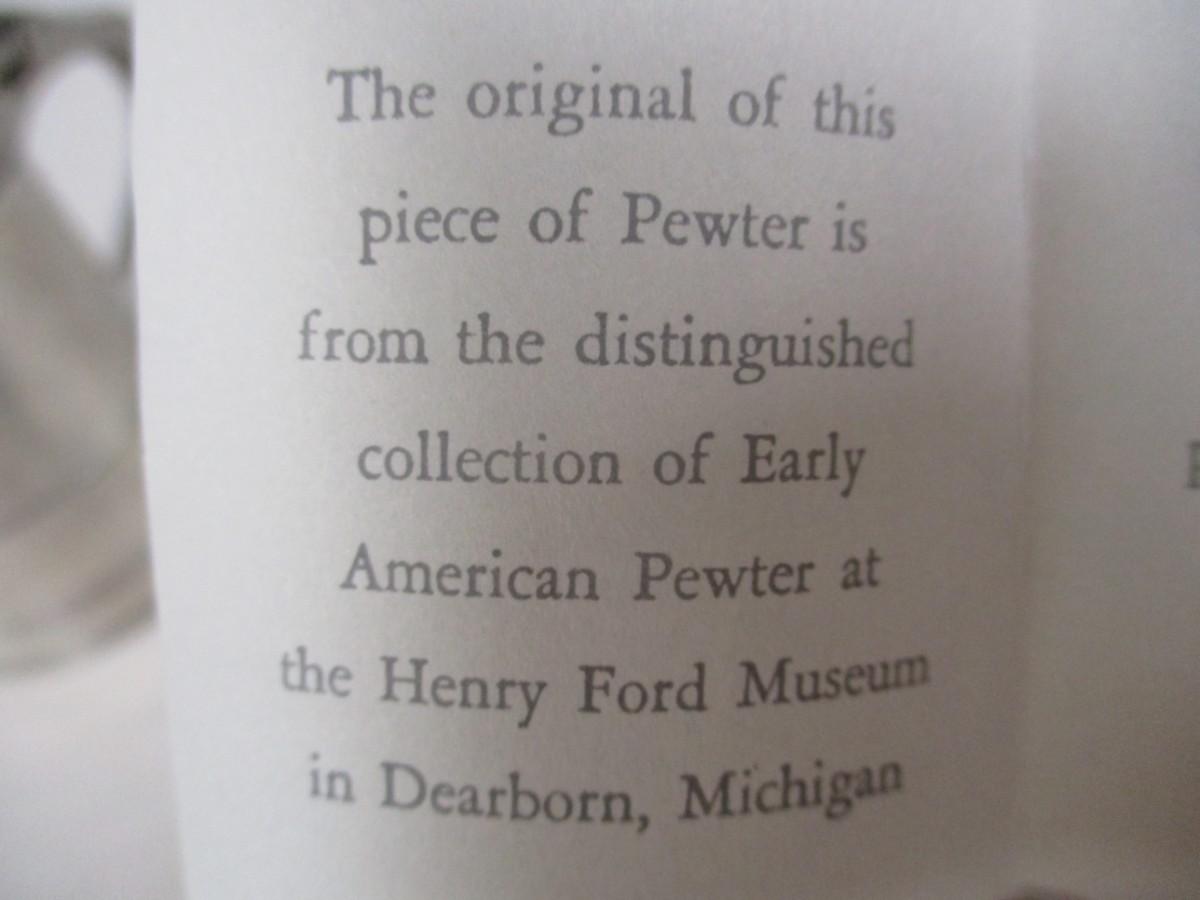 The original of this
piece of Pewter is
from the distinguished
collection of Early
American Pewter at
the Henry Ford Museum
in Dearborn, Michigan